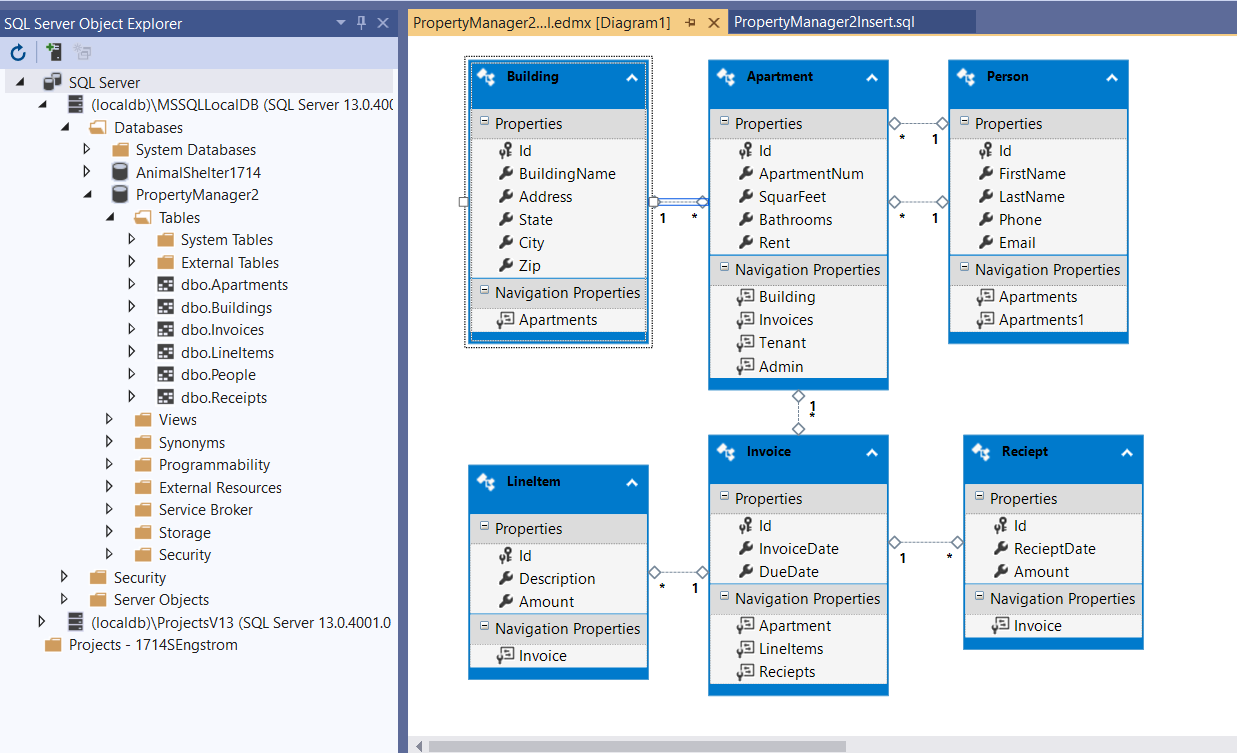 SQL Server Object Explorer
SQL Server
(localdb)\MSSQLLocalDB (SQL Server 13.0.400
Databases
System Databases
AnimalShelter1714
PropertyManager2
Tables
System Tables
External Tables
dbo.Apartments
dbo.Buildings
dbo.Invoices
dbo.LineItems
dbo.People
dbo.Receipts
Views
Synonyms
Programmability
External Resources
Service Broker
Storage
Security
Security
Server Objects
(localdb)\ProjectsV13 (SQL Server 13.0.4001.0
Projects - 1714SEngstrom
PropertyManager2...l.edmx [Diagram1]
PropertyManager2Insert.sql
Building
Properties
Id
BuildingName
Address
State
City
Zip
Navigation Properties
Apartments
1 *
Apartment
Properties
Id
ApartmentNum
SquarFeet
Bathrooms
Rent
Navigation Properties
Building
Invoices
Tenant
Admin
* 1
* 1
Person
Properties
Id
FirstName
LastName
Phone
Email
Navigation Properties
Apartments
Apartments1
1
*
LineItem
Properties
Id
Description
Amount
Navigation Properties
Invoice
* 1
Invoice
Properties
Id
InvoiceDate
DueDate
Navigation Properties
Apartment
LineItems
Reciepts
1 *
Reciept
Properties
Id
RecieptDate
Amount
Navigation Properties
Invoice